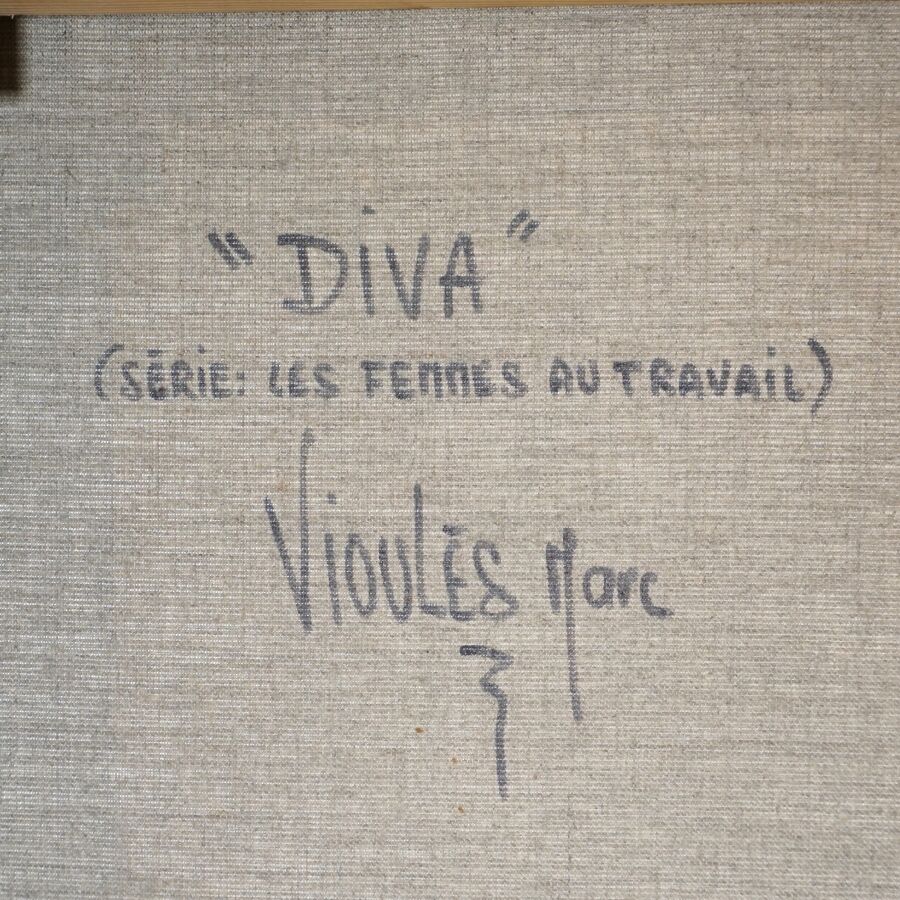 "DiVA"
(SÉRiE: LES FEMMES AU TRAVAiL)
ViOULÈS Marc